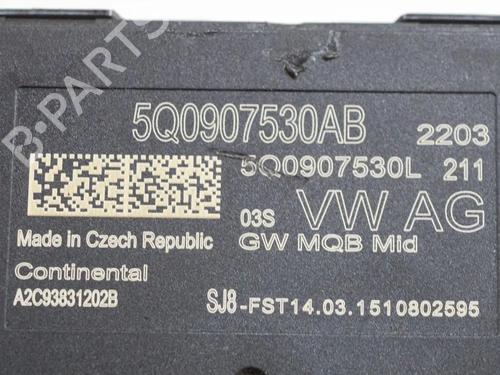 B-PARTS
5Q0907530AB 2203
5Q0907530L 211
03S VW AG
Made in Czech Republic GW MQB Mid
Continental
A2C93831202B SJ8-FST14.03.1510802595